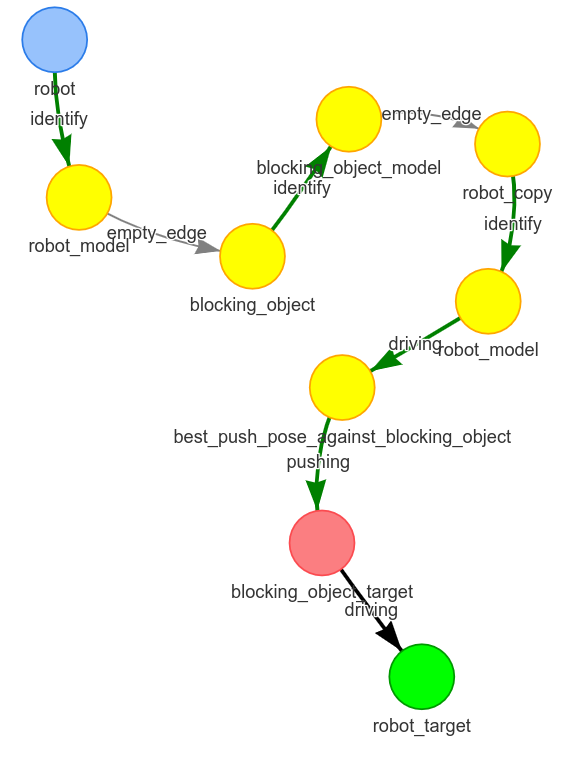 robot
identify
robot_model
empty_edge
blocking_object
identify
blocking_object_model
empty_edge
robot_copy
identify
robot_model
driving
best_push_pose_against_blocking_object
pushing
blocking_object_target
driving
robot_target